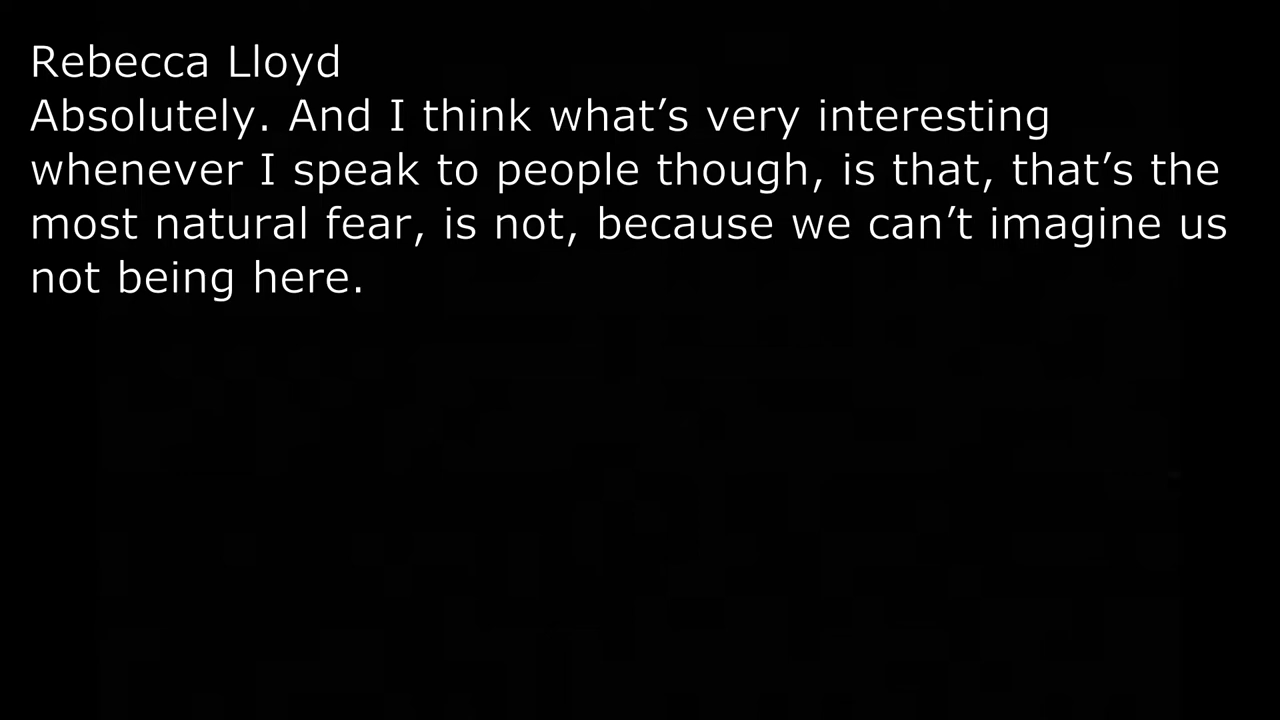 Rebecca Lloyd
Absolutely. And I think what’s very interesting
whenever I speak to people though, is that, that’s the
most natural fear, is not, because we can’t imagine us
not being here.